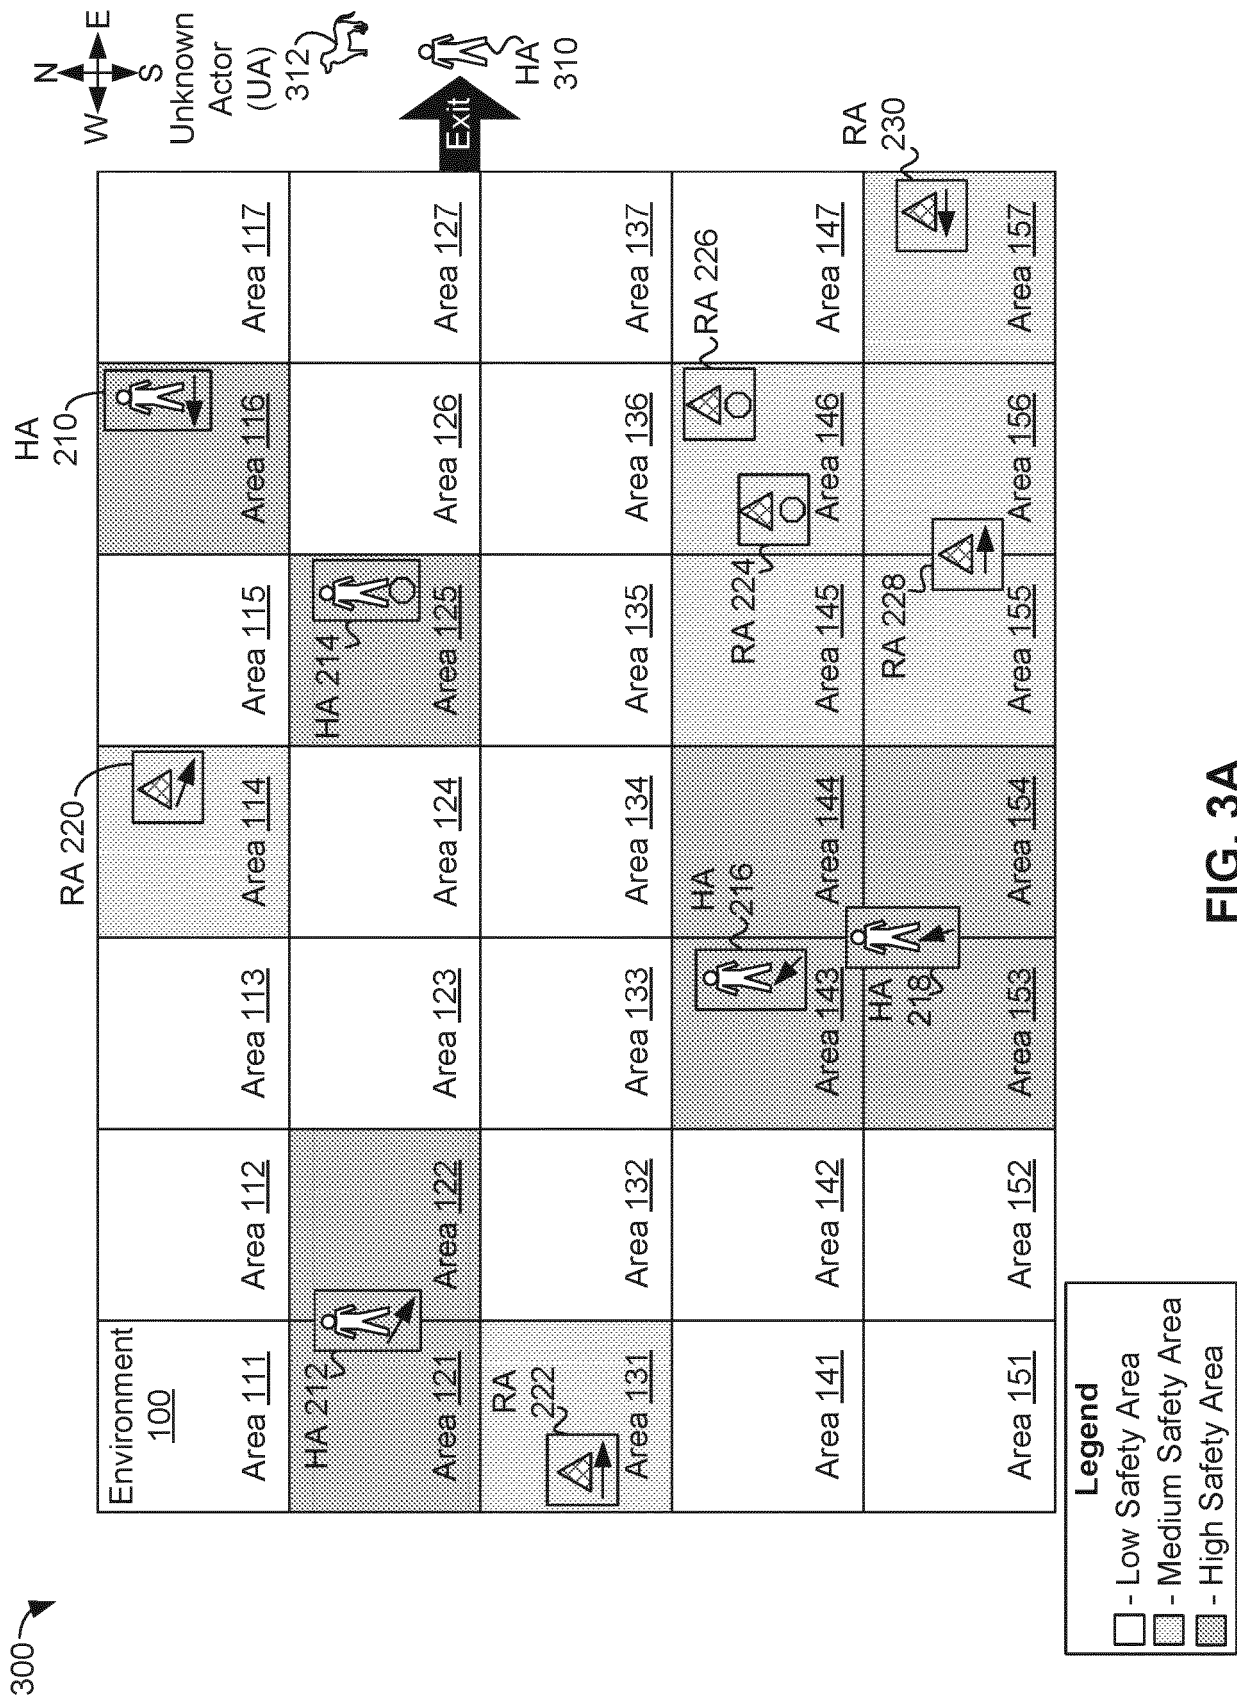 300
HA
210
RA 220
N
W
E
S
Unknown
Actor
(UA)
312
Environment
100
Area 111
Area 112
Area 113
Area 114
Area 115
Area 116
Area 117
HA 212
Area 121
Area 122
Area 123
Area 124
HA 214
Area 125
Area 126
Area 127
Exit
HA
310
RA
222
Area 131
Area 132
Area 133
Area 134
Area 135
Area 136
Area 137
HA
216
RA 224
RA 226
Area 141
Area 142
Area 143
Area 144
Area 145
Area 146
Area 147
HA
218
RA 228
RA
230
Area 151
Area 152
Area 153
Area 154
Area 155
Area 156
Area 157
Legend
- Low Safety Area
- Medium Safety Area
- High Safety Area
FIG. 3A